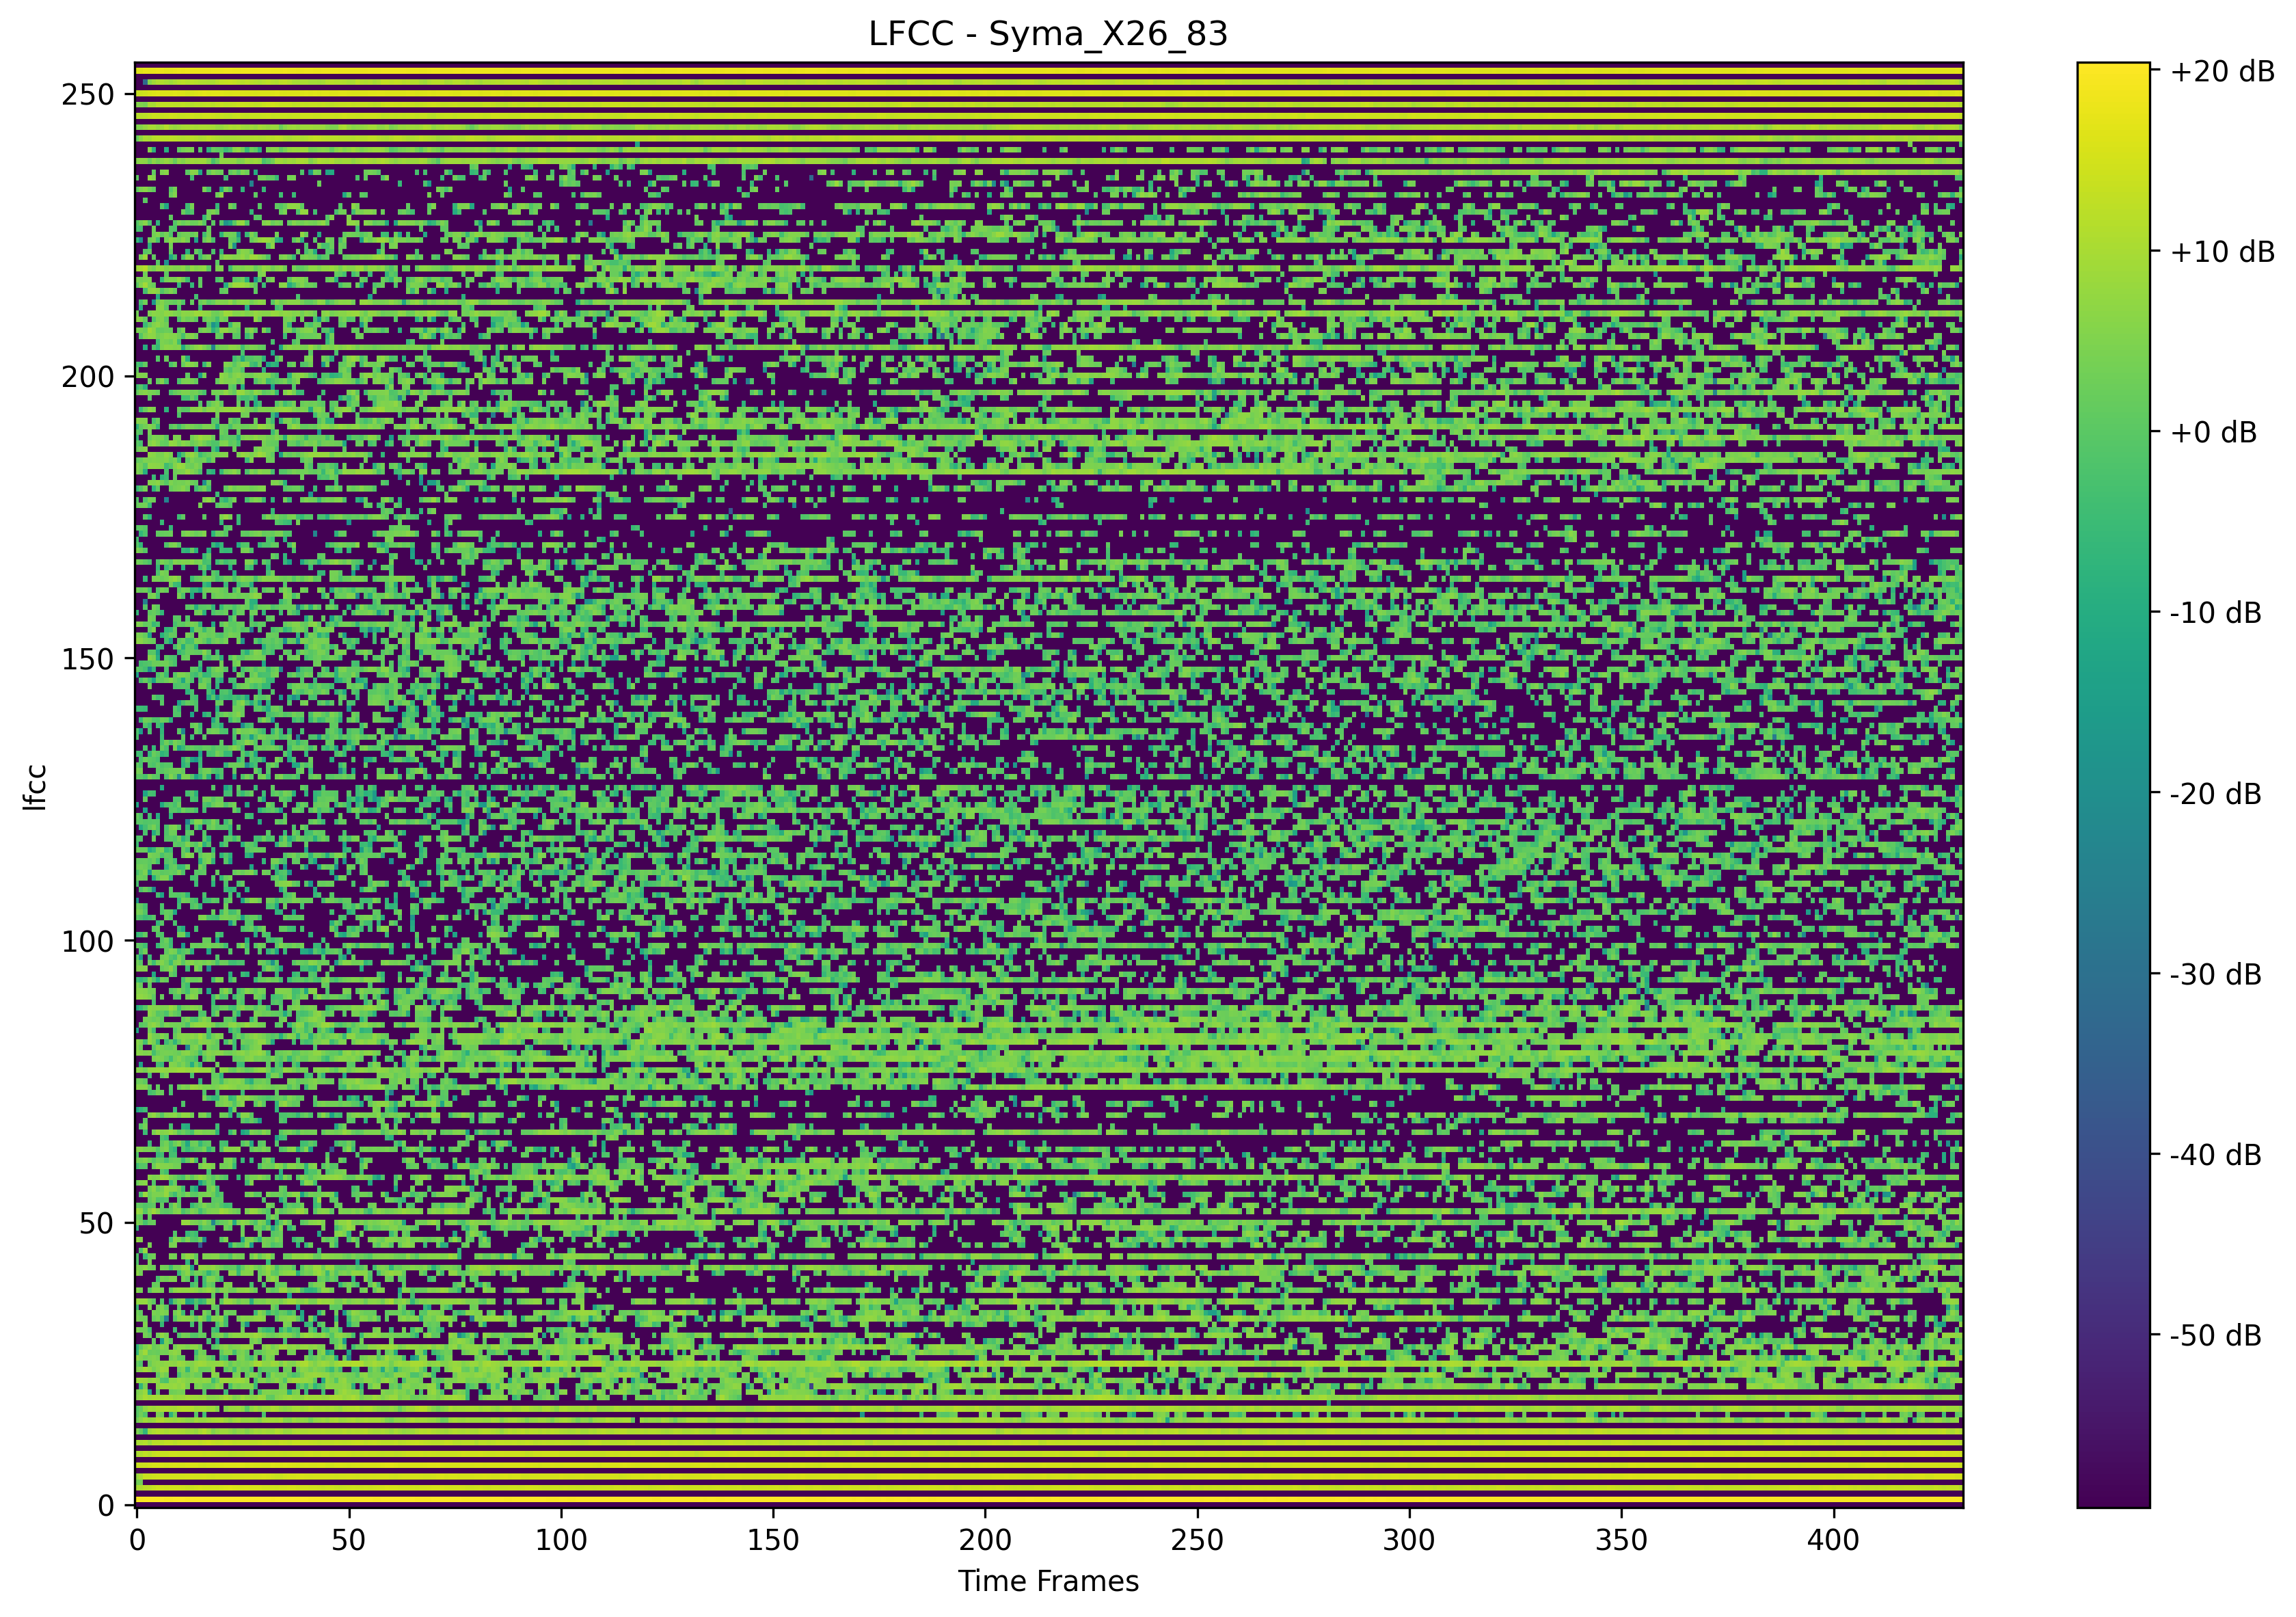 LFCC - Syma_X26_83
lfcc
250
200
150
100
50
0
0 50 100 150 200 250 300 350 400
Time Frames
+20 dB
+10 dB
+0 dB
-10 dB
-20 dB
-30 dB
-40 dB
-50 dB